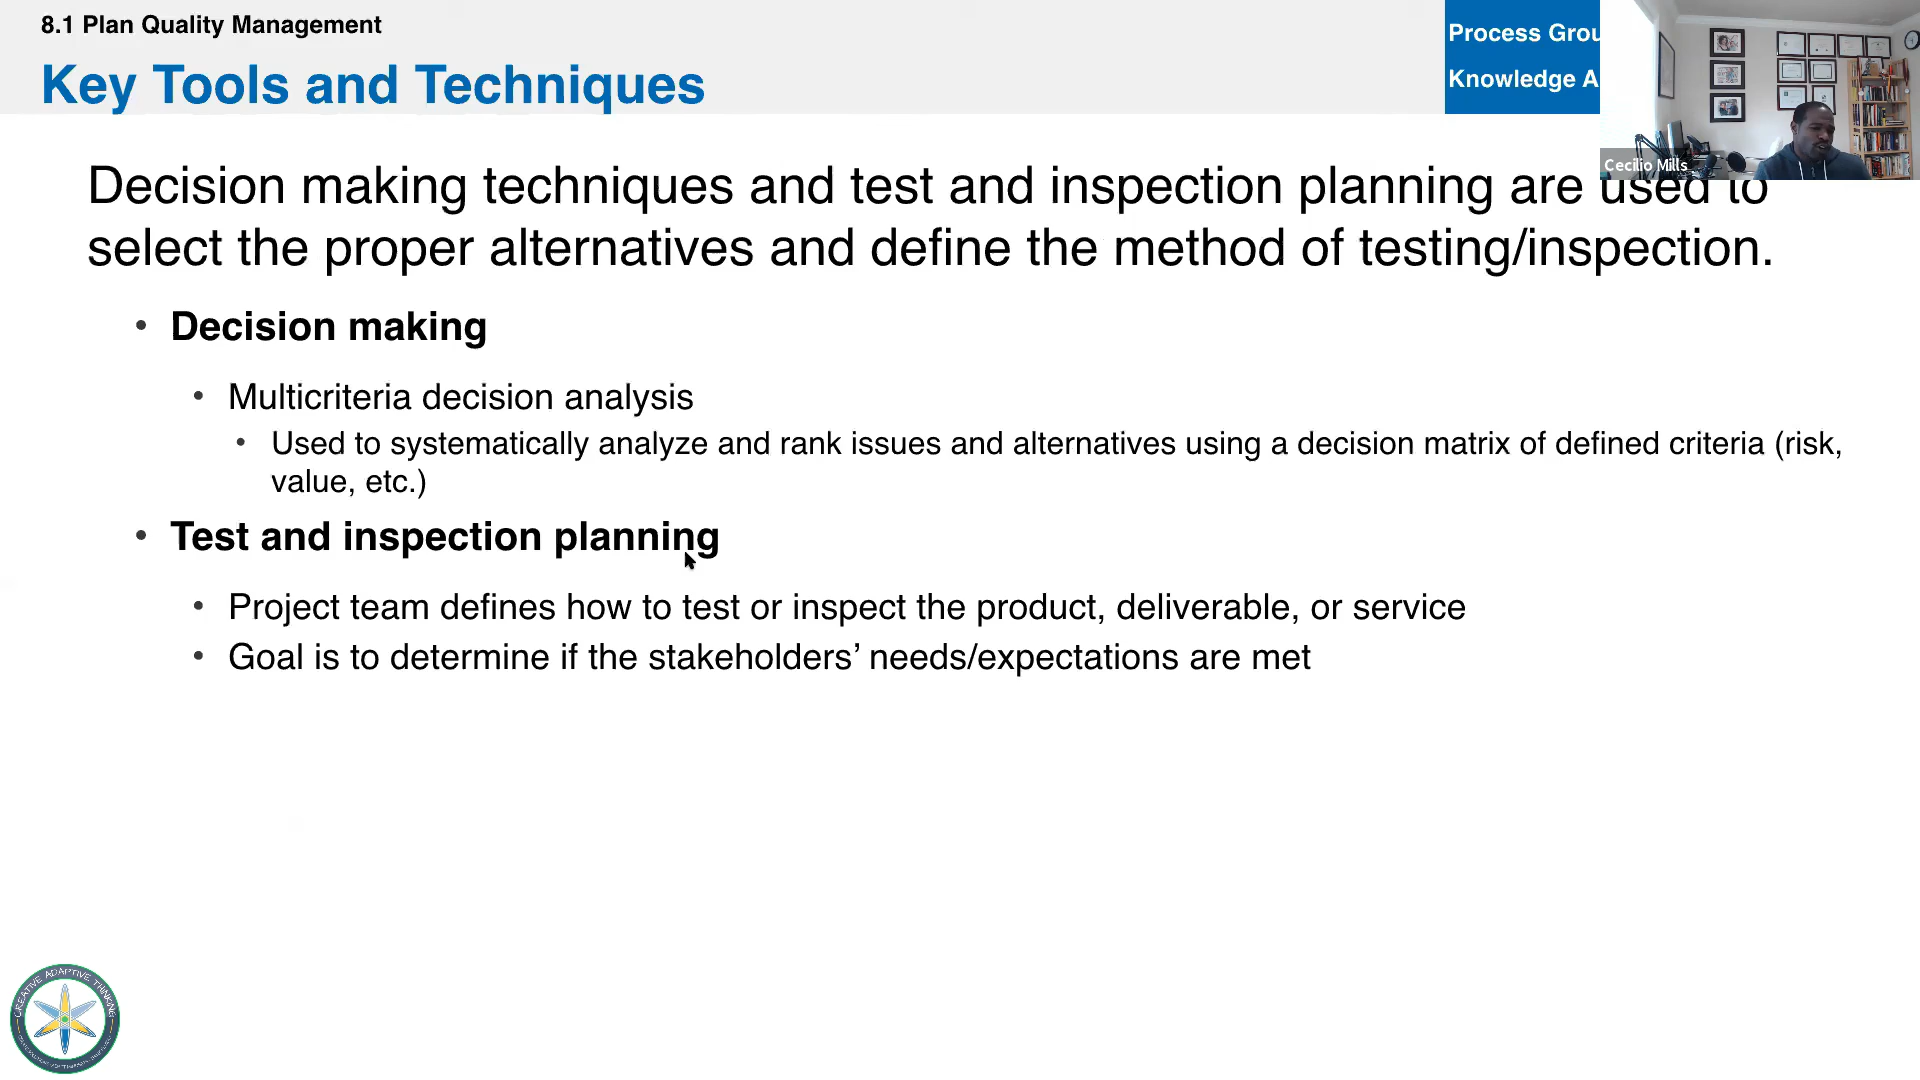 8.1 Plan Quality Management
Key Tools and Techniques
Process Grou
Knowledge A
Cecilio Mills
Decision making techniques and test and inspection planning are used to
select the proper alternatives and define the method of testing/inspection.
• Decision making
• Multicriteria decision analysis
• Used to systematically analyze and rank issues and alternatives using a decision matrix of defined criteria (risk,
value, etc.)
• Test and inspection planning
• Project team defines how to test or inspect the product, deliverable, or service
• Goal is to determine if the stakeholders’ needs/expectations are met
CREATIVE ADAPTIVE THINKING